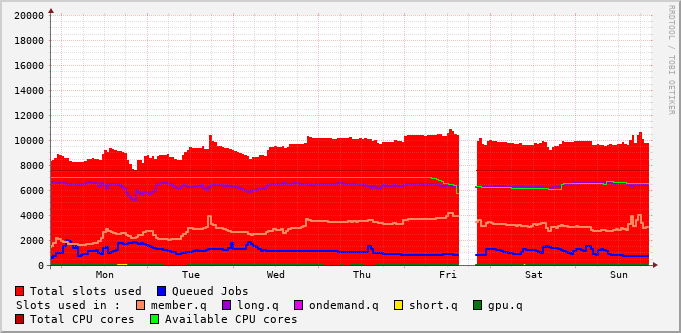 RRDTOOL / TOBI OETIKER
20000
18000
16000
14000
12000
10000
8000
6000
4000
2000
0
Mon Tue Wed Thu Fri Sat Sun
Total slots used Queued Jobs
Slots used in : member.q long.q ondemand.q short.q gpu.q
Total CPU cores Available CPU cores